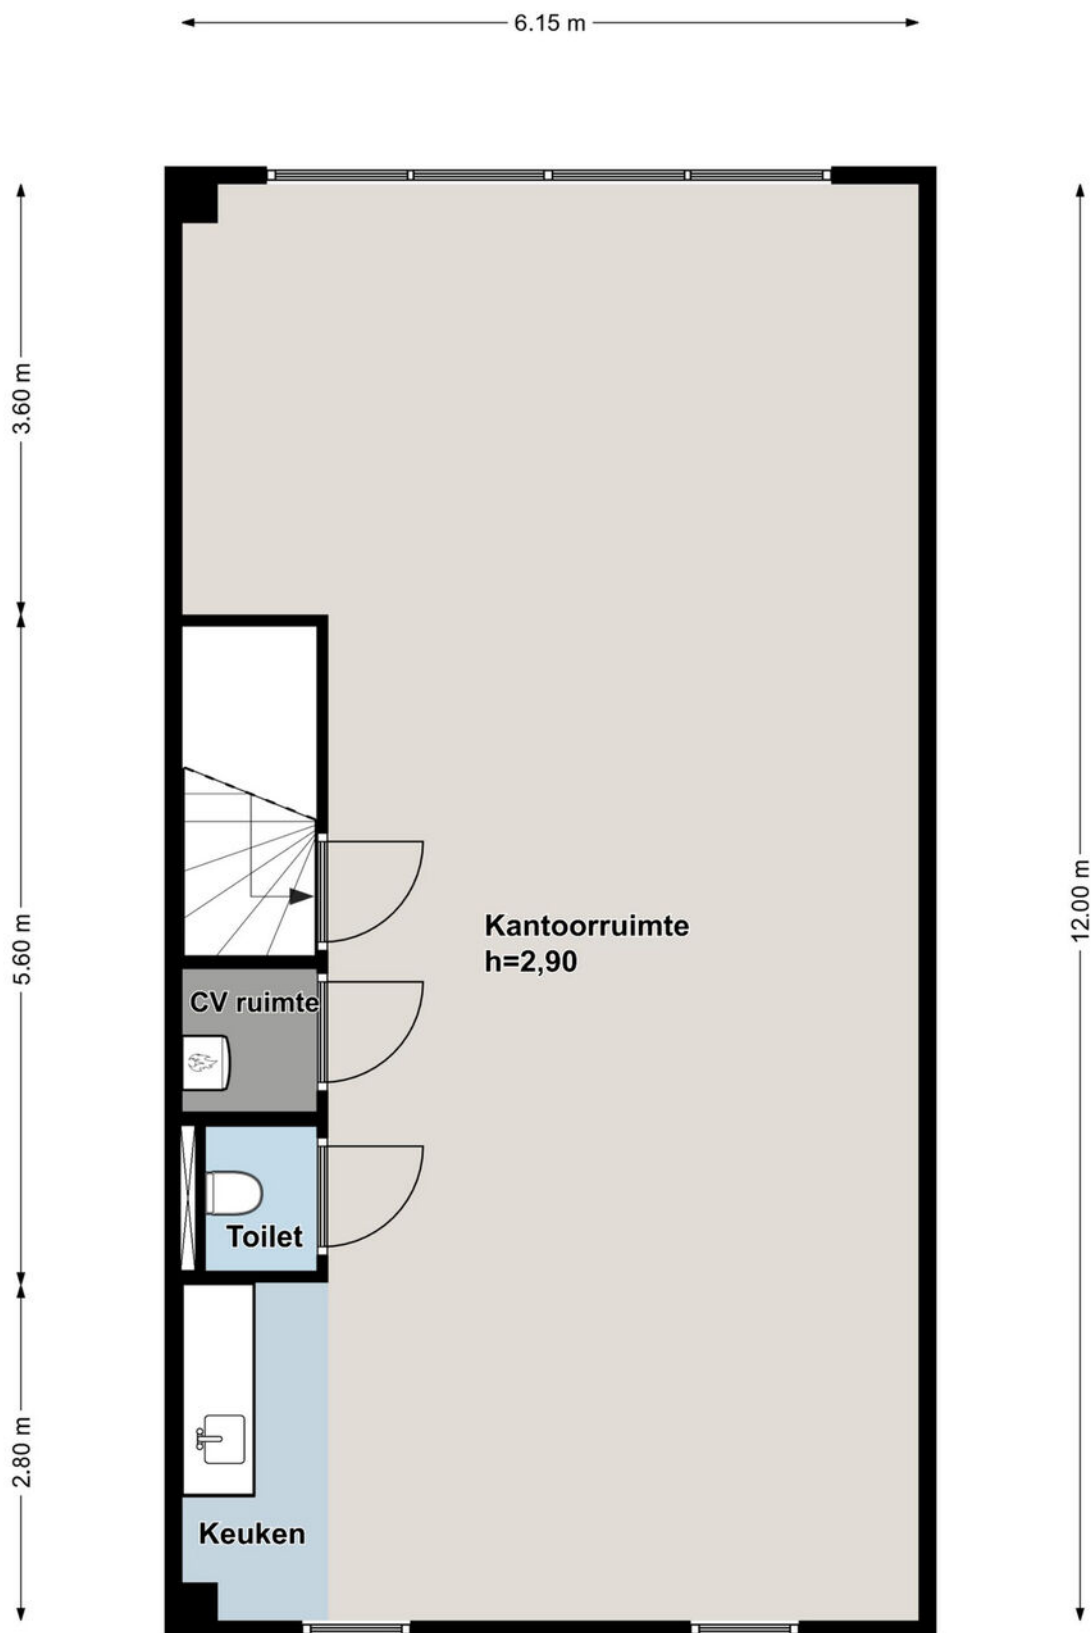 6.15 m
3.60 m
5.60 m
2.80 m
12.00 m
Kantoorruimte
h=2,90
CV ruimte
Toilet
Keuken